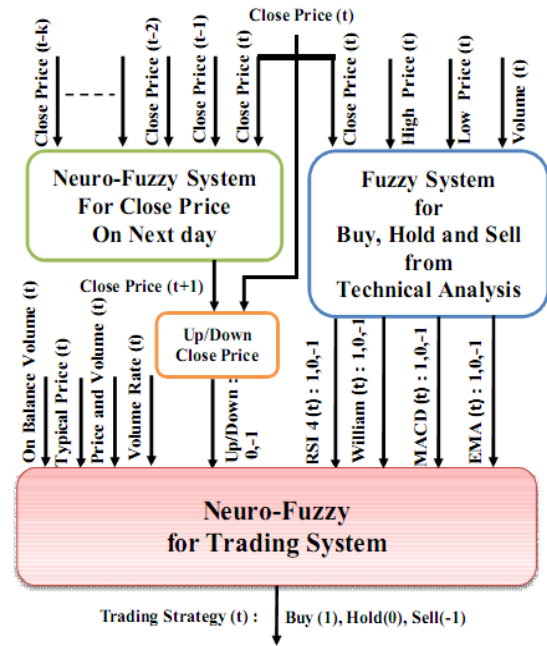 Close Price (t)
Close Price (t-k)
Close Price (t-2)
Close Price (t-1)
Close Price (t)
Close Price (t)
High Price(t)
Low Price(t)
Volume (t)
Neuro-Fuzzy System
For Close Price
On Next day
Fuzzy System
for
Buy, Hold and Sell
from
Technical Analysis
Close Price (t+1)
Up/Down
Close Price
On Balance Volume (t)
Typical Price (t)
Price and Volume (t)
Volume Rate (t)
Up/Down :
0,-1
RSI 4 (t) : 1,0,-1
William (t) : 1,0,-1
MACD (t) : 1,0,-1
EMA (t) : 1,0,-1
Neuro-Fuzzy
for Trading System
Trading Strategy (t) : Buy (1), Hold(0), Sell(-1)